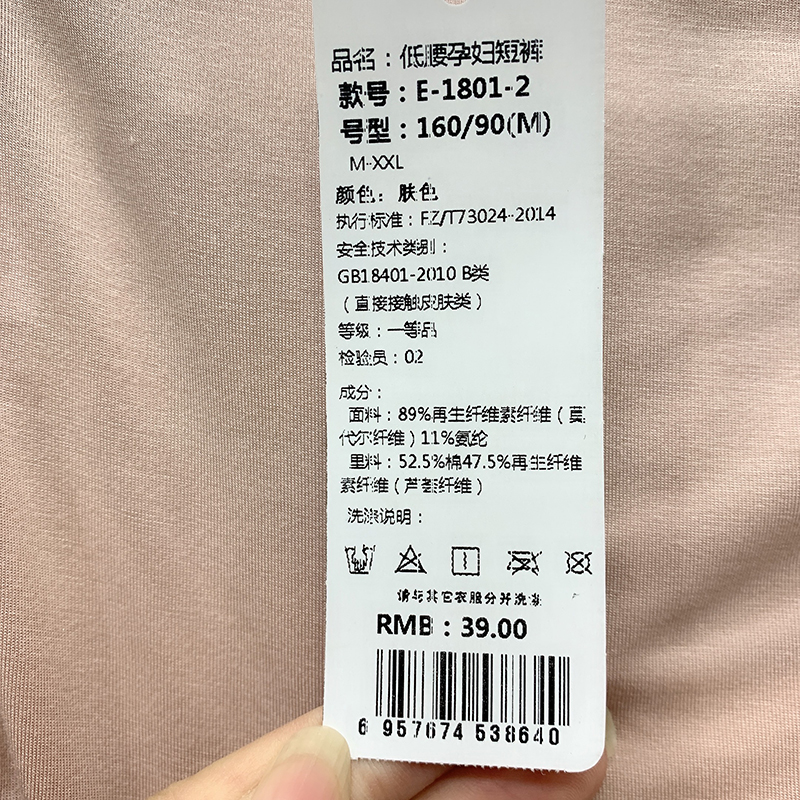 品名：低腰孕妇短裤
款号：E-1801-2
号型：160/90(M)
M-XXL
颜色：肤色
执行标准：FZ/T73024-2014
安全技术类别：
GB18401-2010 B类
（直接接触皮肤类）
等级：一等品
检验员：02
成分：
面料：89%再生纤维素纤维（莫
代尔纤维）11%氨纶
里料：52.5%棉47.5%再生纤维
素纤维（芦荟纤维）
洗涤说明：
请与其它衣服分开洗涤
RMB：39.00
6 957674 538640